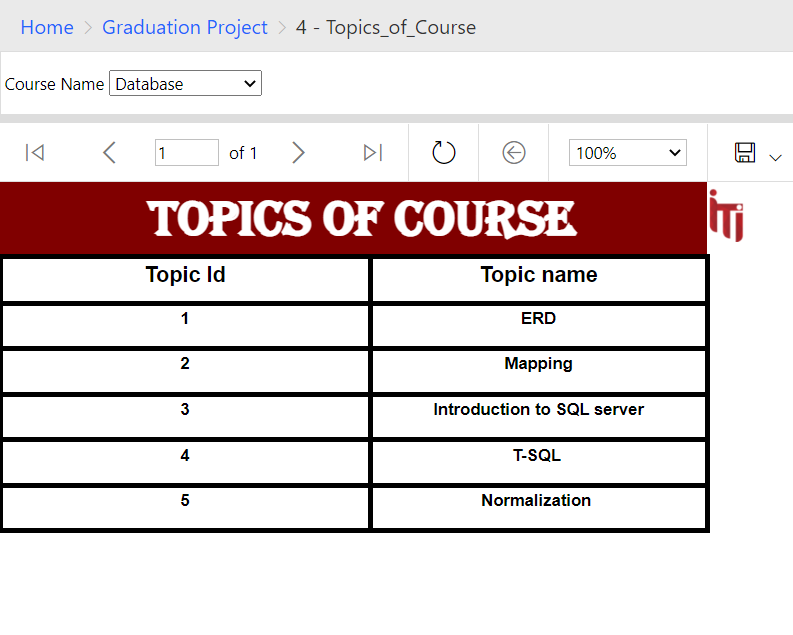 Home > Graduation Project > 4 - Topics_of_Course
Course Name Database
1 of 1 100%
TOPICS OF COURSE iTi
Topic Id Topic name
1 ERD
2 Mapping
3 Introduction to SQL server
4 T-SQL
5 Normalization